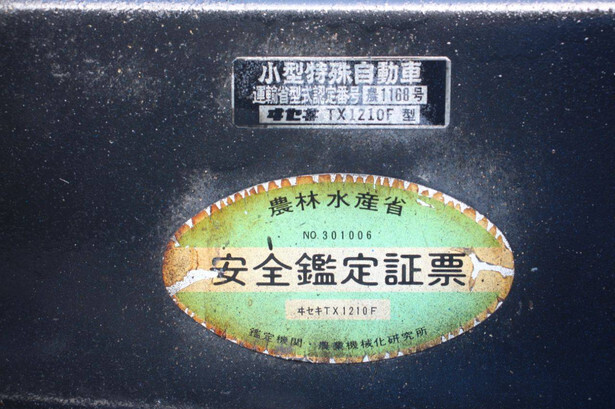 小型特殊自動車
運輸省型式認定番号 農1168号
ヰセキ TX1210F 型
農林水産省
NO.301006
安全鑑定証票
ヰセキTX1210F
鑑定機関・農業機械化研究所